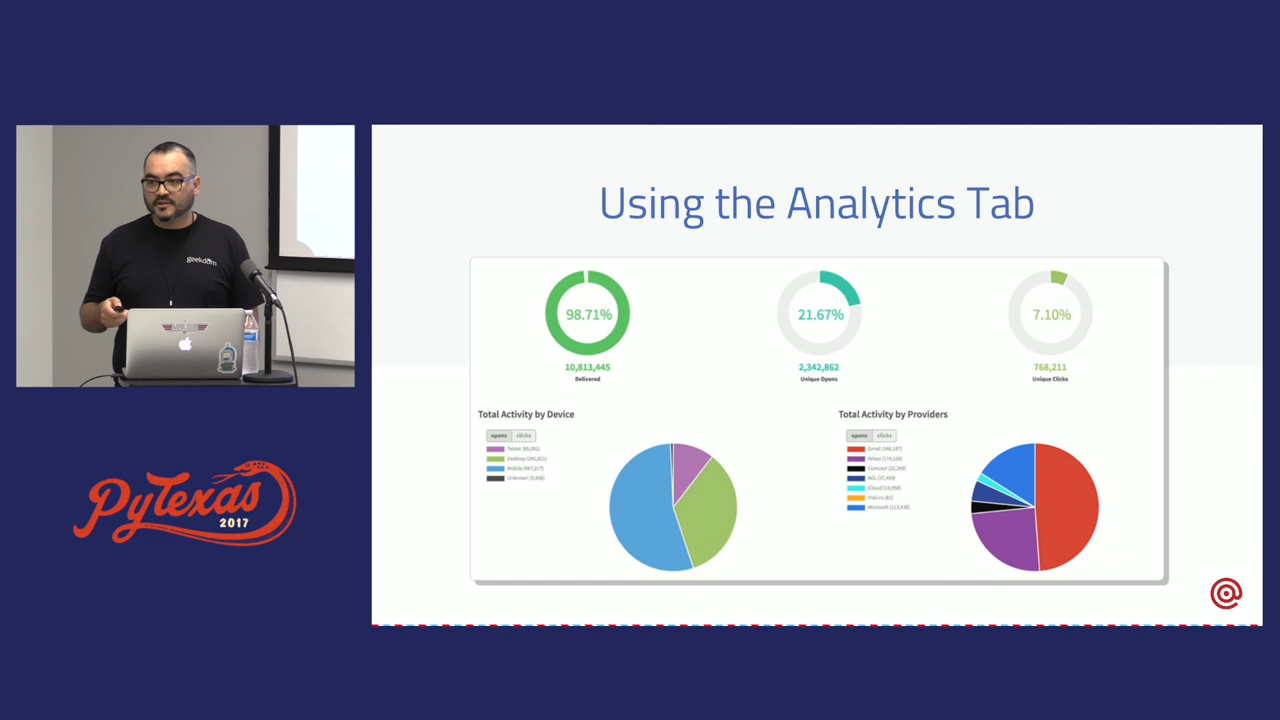 geekdom
PyTexas
2017
Using the Analytics Tab
98.71%
10,813,445
Delivered
21.67%
2,342,862
Unique Opens
7.10%
768,211
Unique Clicks
Total Activity by Device
opens clicks
Tablet
Desktop
Mobile
Unknown
Total Activity by Providers
opens clicks
Gmail
Yahoo
Comcast
AOL
iCloud
mail.ru
Microsoft